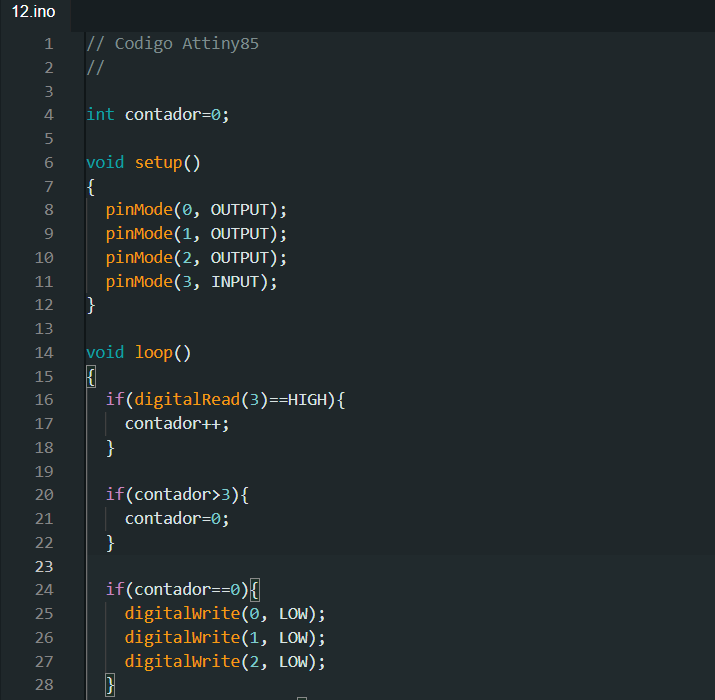 12.ino
1 // Codigo Attiny85
2 //
3
4 int contador=0;
5
6 void setup()
7 {
8 pinMode(0, OUTPUT);
9 pinMode(1, OUTPUT);
10 pinMode(2, OUTPUT);
11 pinMode(3, INPUT);
12 }
13
14 void loop()
15 {
16 if(digitalRead(3)==HIGH){
17 contador++;
18 }
19
20 if(contador>3){
21 contador=0;
22 }
23
24 if(contador==0){
25 digitalWrite(0, LOW);
26 digitalWrite(1, LOW);
27 digitalWrite(2, LOW);
28 }